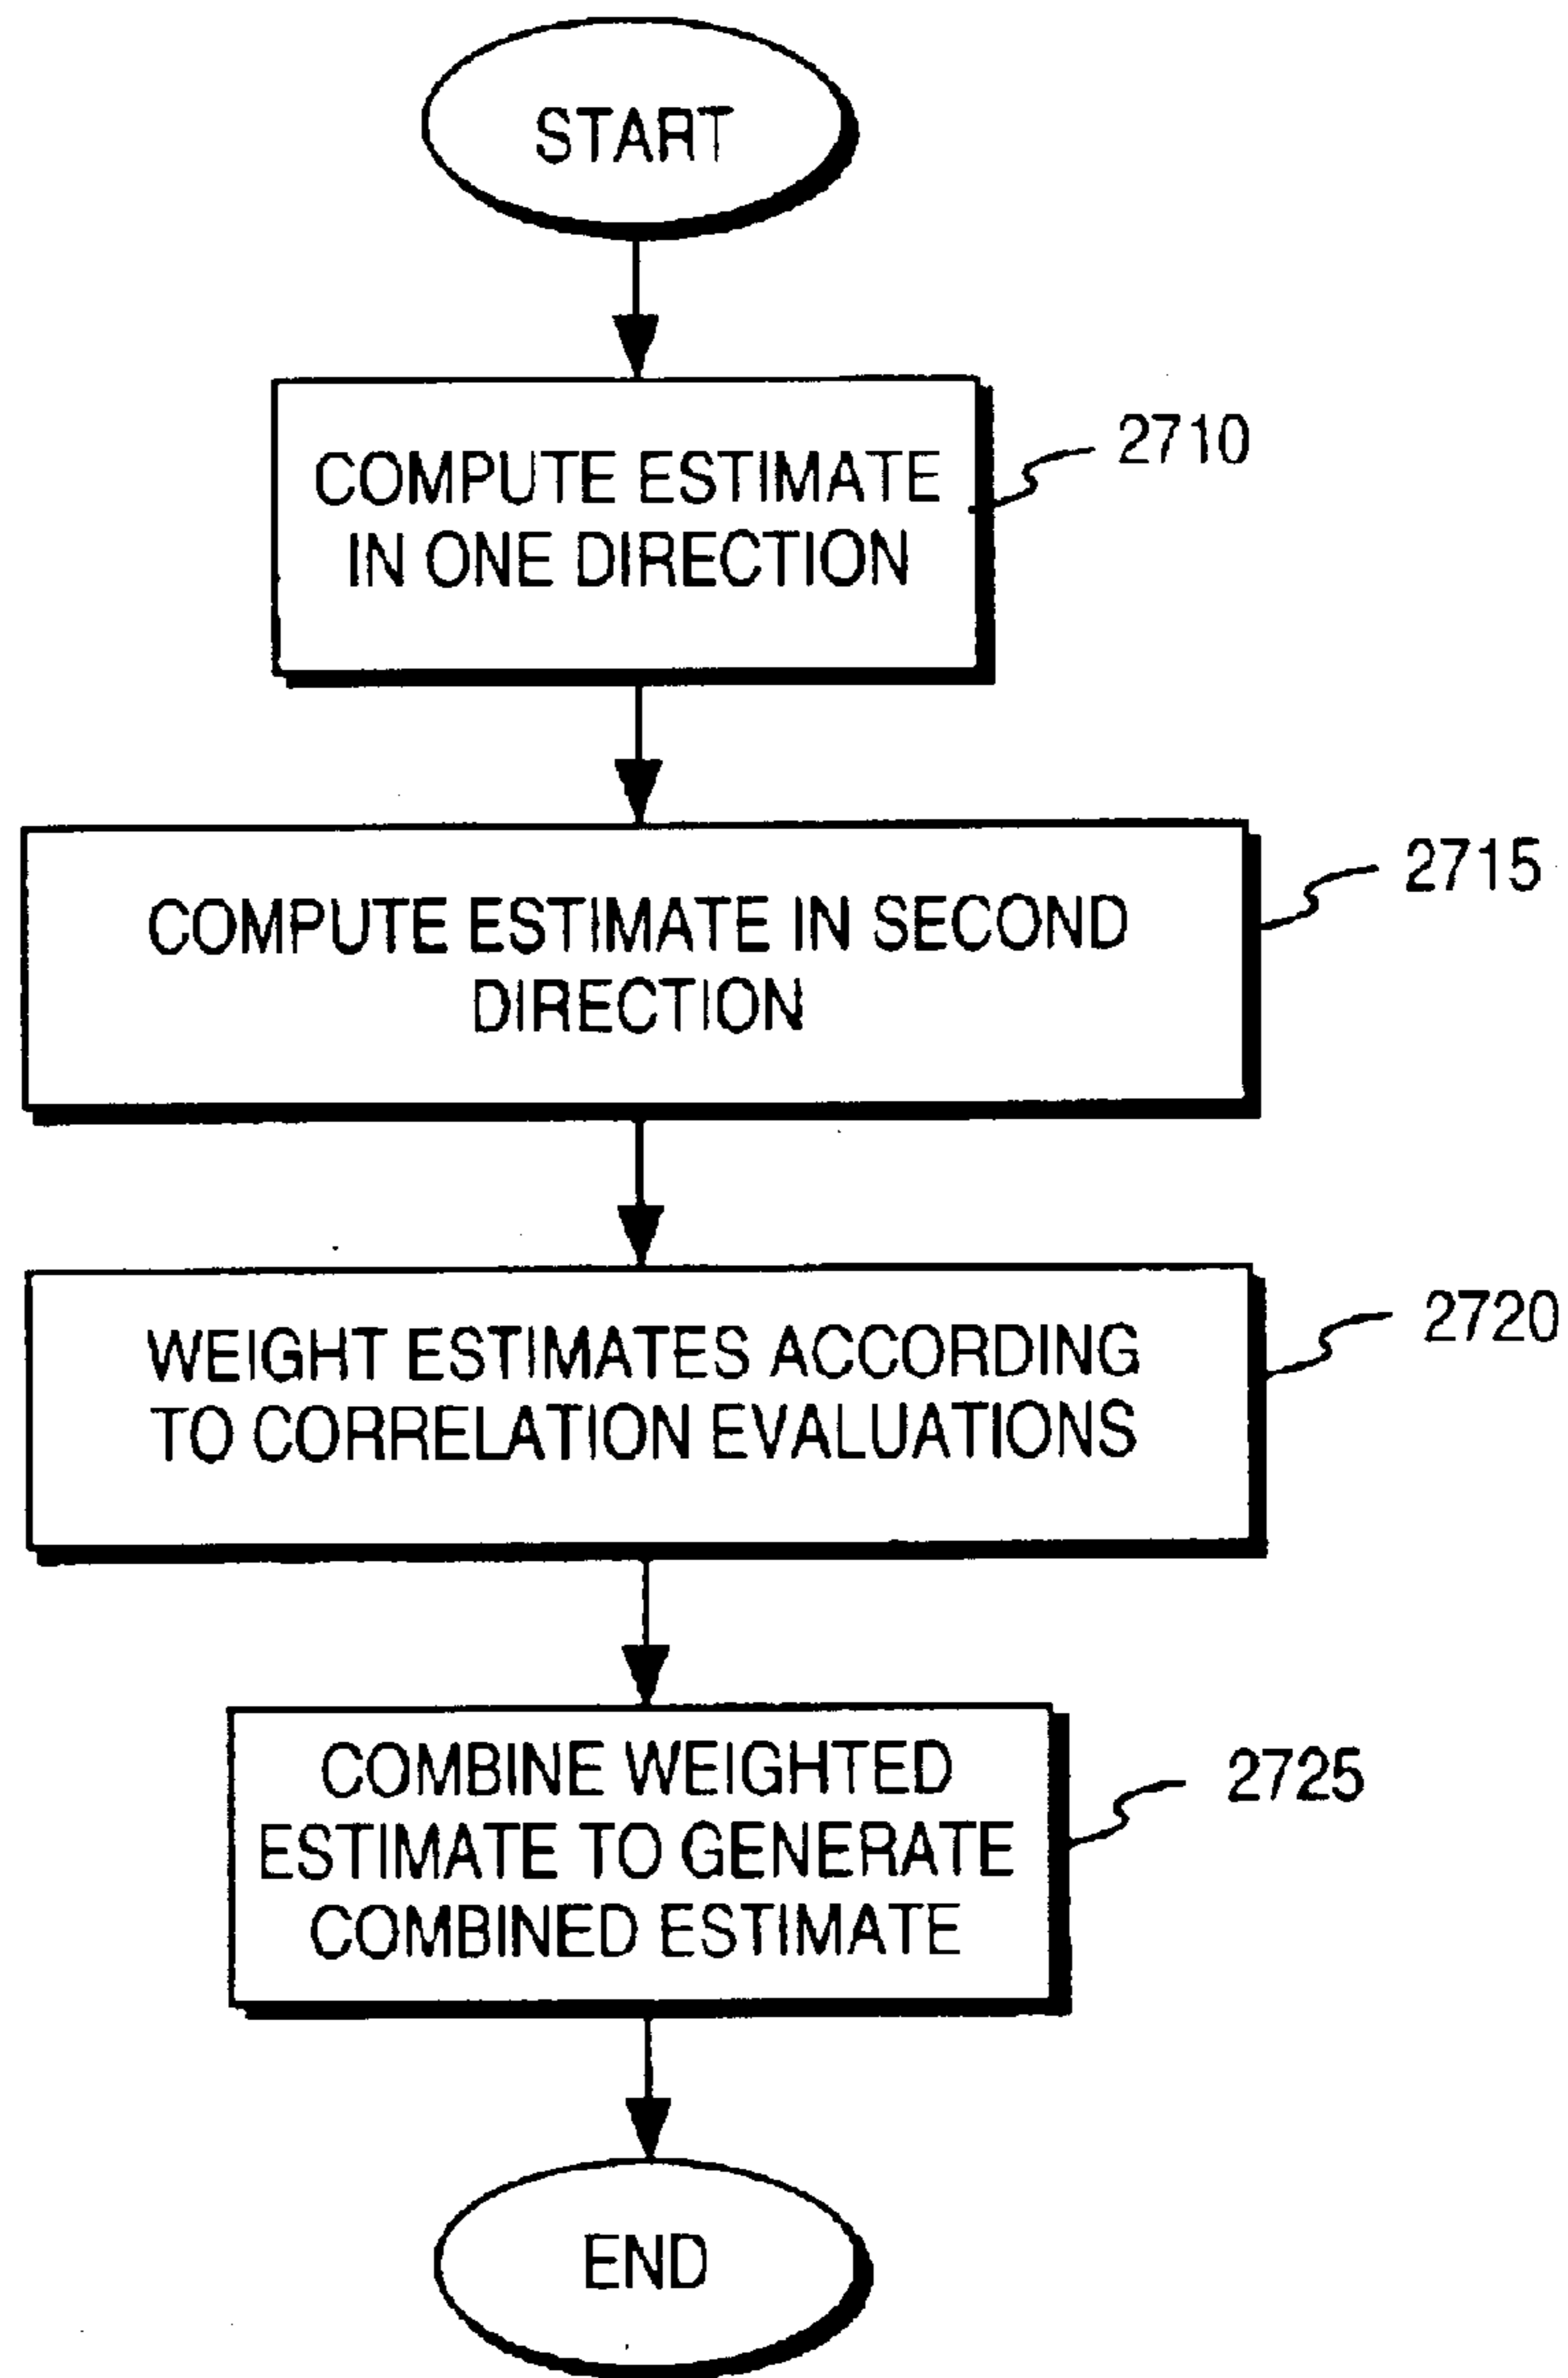 START
COMPUTE ESTIMATE
IN ONE DIRECTION
2710
COMPUTE ESTIMATE IN SECOND
DIRECTION
2715
WEIGHT ESTIMATES ACCORDING
TO CORRELATION EVALUATIONS
2720
COMBINE WEIGHTED
ESTIMATE TO GENERATE
COMBINED ESTIMATE
2725
END